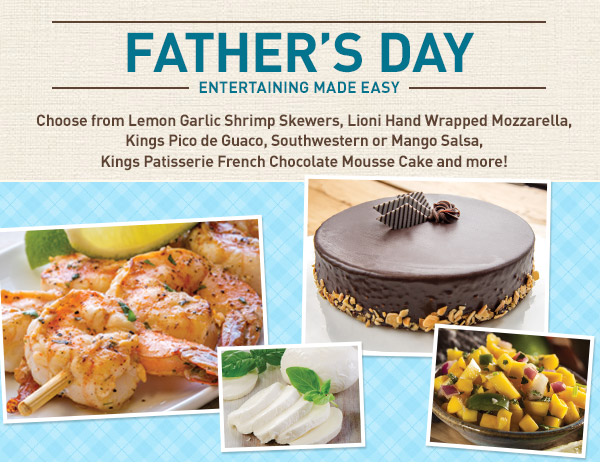 FATHER'S DAY
ENTERTAINING MADE EASY
Choose from Lemon Garlic Shrimp Skewers, Lioni Hand Wrapped Mozzarella,
Kings Pico de Guaco, Southwestern or Mango Salsa,
Kings Patisserie French Chocolate Mousse Cake and more!